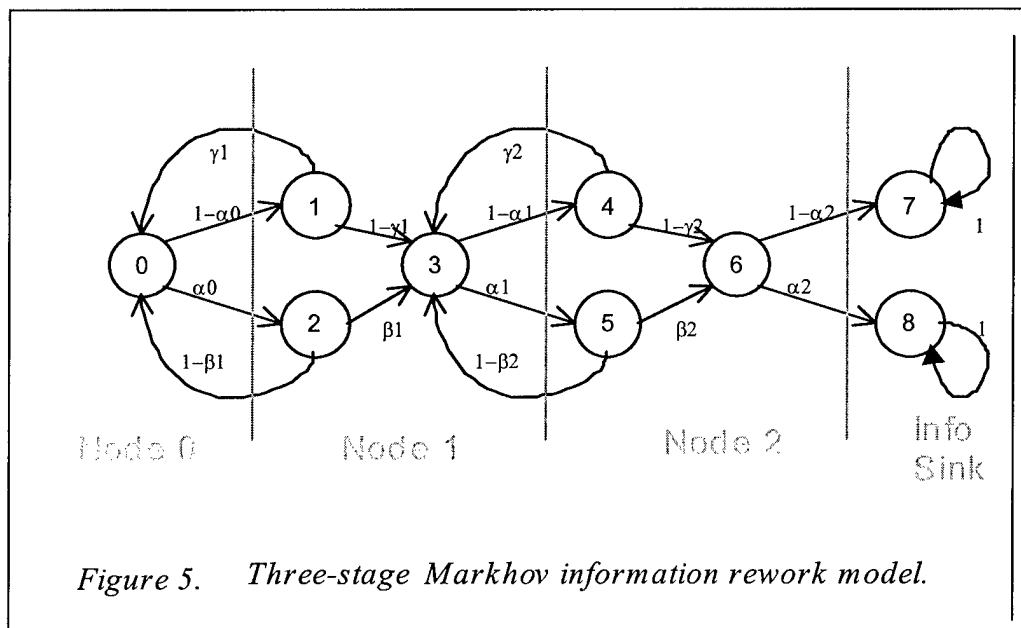 γ1
γ2
1−α0
1
1−γ1
1−α1
4
1−γ2
1−α2
7
1
0
3
6
α0
2
β1
α1
5
β2
α2
8
1
1−β1
1−β2
Node 0
Node 1
Node 2
Info
Sink
Figure 5. Three-stage Markhov information rework model.